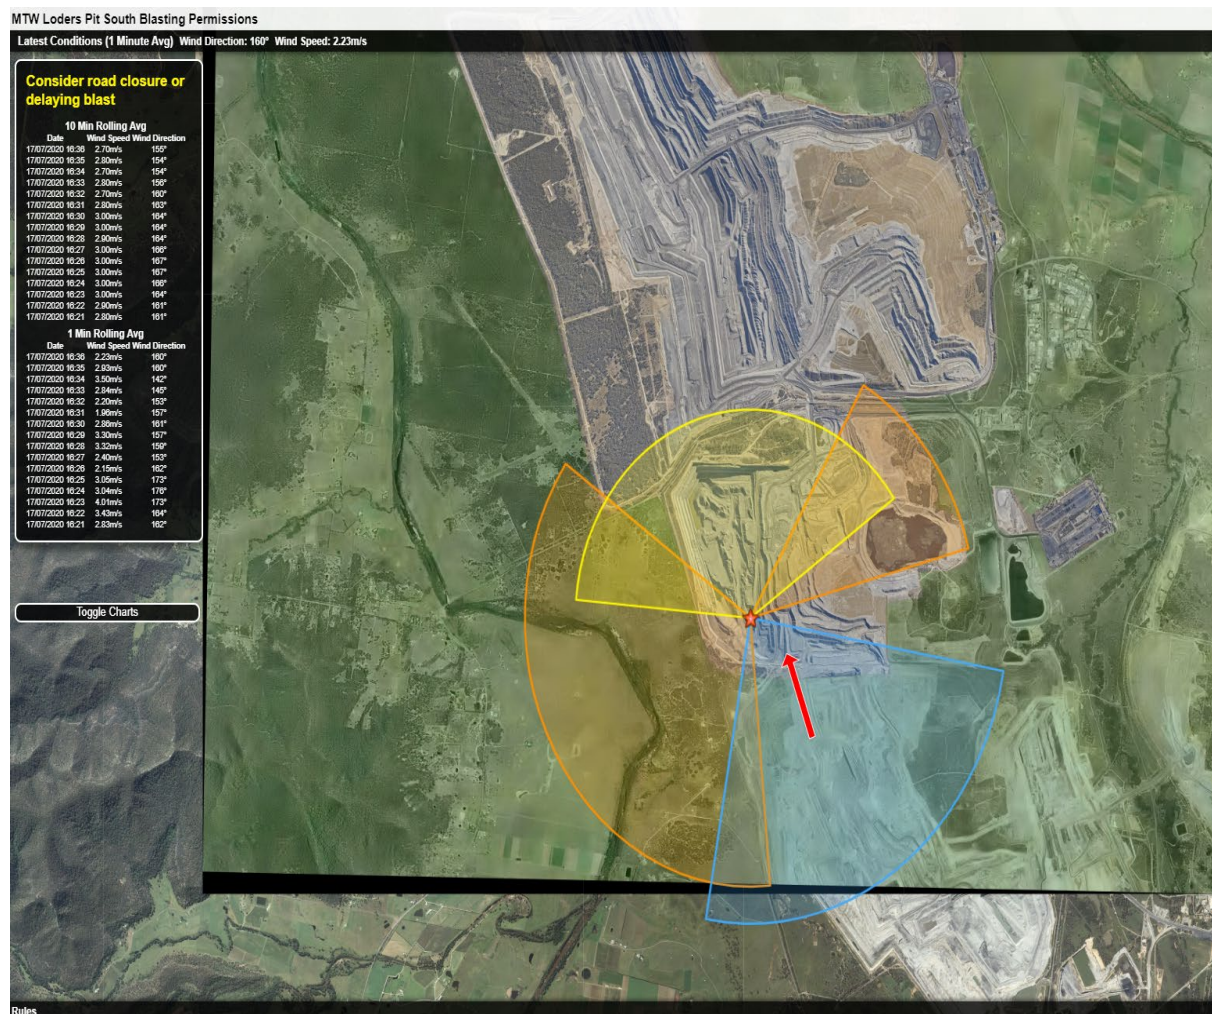 MTW Loders Pit South Blasting Permissions
Latest Conditions (1 Minute Avg) Wind Direction: 160° Wind Speed: 2.23m/s
Consider road closure or
delaying blast
10 Min Rolling Avg
Date Wind Speed Wind Direction
17/07/2020 16:36 2.70m/s 155°
17/07/2020 16:35 2.80m/s 154°
17/07/2020 16:34 2.70m/s 154°
17/07/2020 16:33 2.80m/s 156°
17/07/2020 16:32 2.70m/s 160°
17/07/2020 16:31 2.80m/s 163°
17/07/2020 16:30 3.00m/s 164°
17/07/2020 16:29 3.00m/s 164°
17/07/2020 16:28 2.90m/s 164°
17/07/2020 16:27 3.00m/s 166°
17/07/2020 16:26 3.00m/s 167°
17/07/2020 16:25 3.00m/s 167°
17/07/2020 16:24 3.00m/s 166°
17/07/2020 16:23 3.00m/s 164°
17/07/2020 16:22 2.90m/s 161°
17/07/2020 16:21 2.80m/s 161°
1 Min Rolling Avg
Date Wind Speed Wind Direction
17/07/2020 16:36 2.23m/s 160°
17/07/2020 16:35 2.93m/s 160°
17/07/2020 16:34 3.50m/s 142°
17/07/2020 16:33 2.84m/s 145°
17/07/2020 16:32 2.20m/s 153°
17/07/2020 16:31 1.96m/s 157°
17/07/2020 16:30 2.86m/s 161°
17/07/2020 16:29 3.30m/s 157°
17/07/2020 16:28 3.32m/s 159°
17/07/2020 16:27 2.40m/s 153°
17/07/2020 16:26 2.15m/s 162°
17/07/2020 16:25 3.05m/s 173°
17/07/2020 16:24 3.04m/s 176°
17/07/2020 16:23 4.01m/s 173°
17/07/2020 16:22 3.43m/s 164°
17/07/2020 16:21 2.83m/s 162°
Toggle Charts
Rules